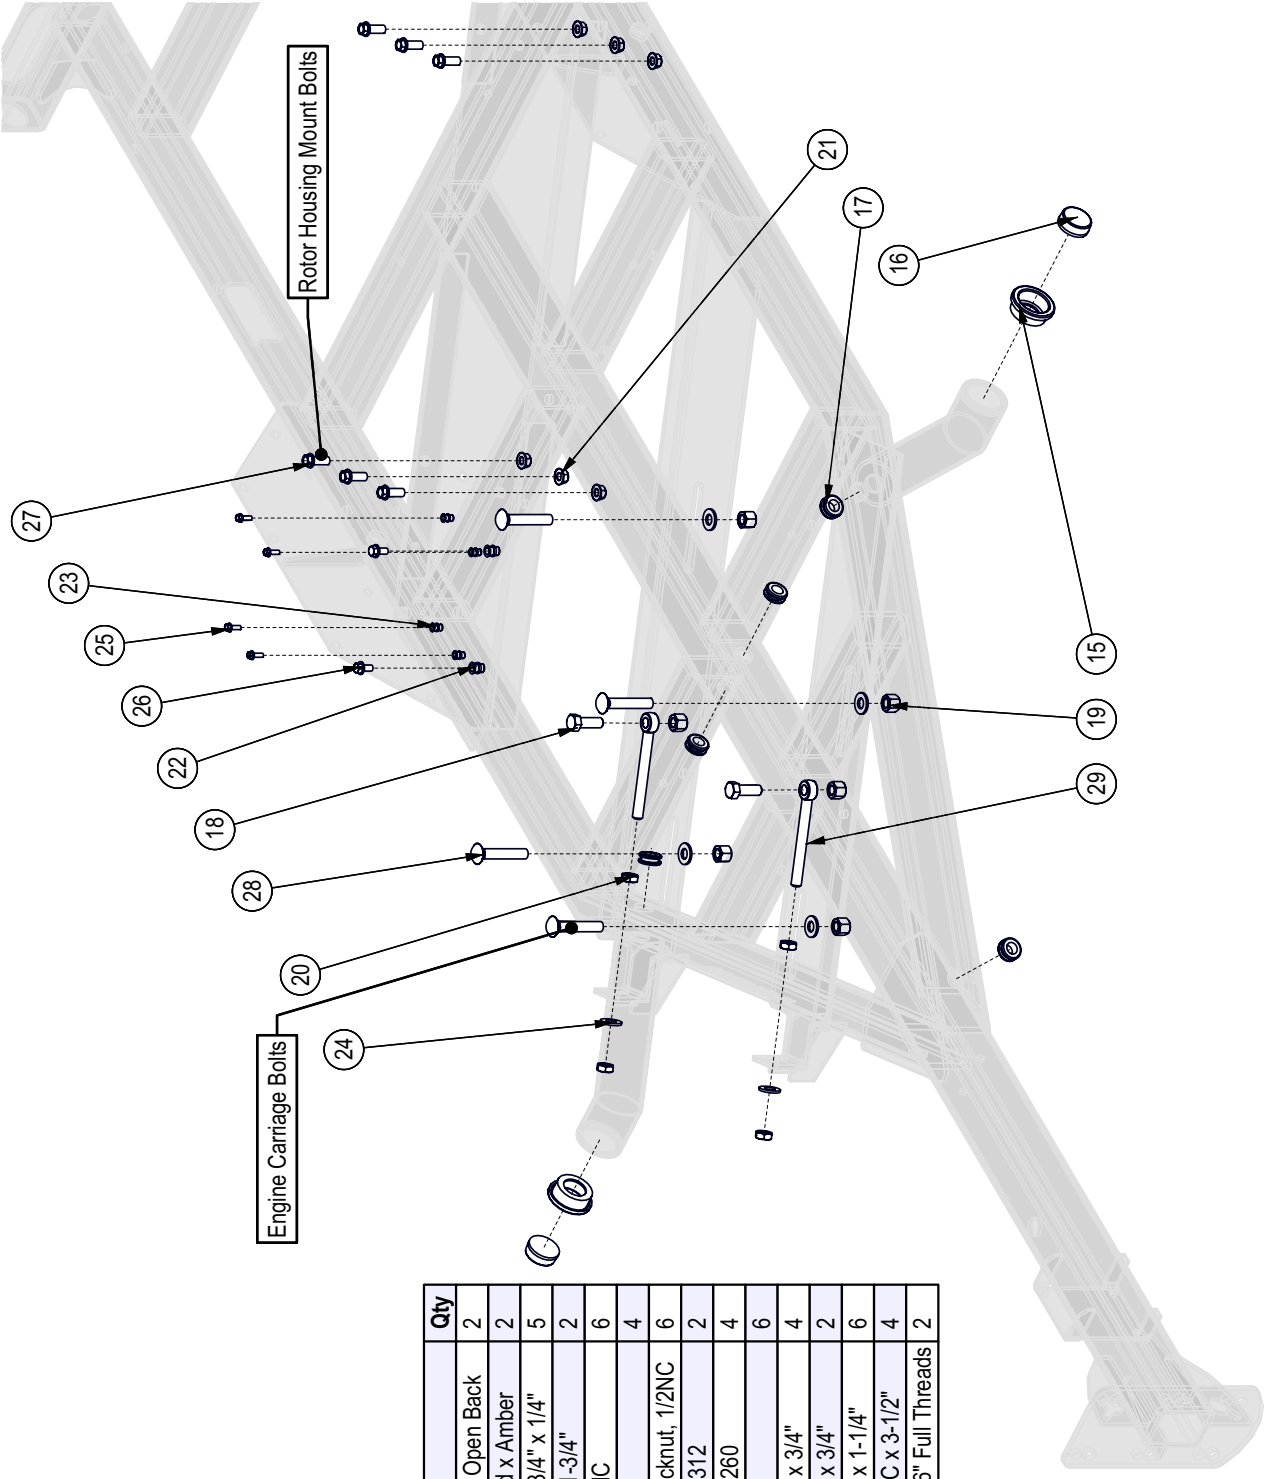 Rotor Housing Mount Bolts
Engine Carriage Bolts
27
23
25
26
22
18
28
20
24
21
17
16
15
19
29
Qty
Open Back 2
x Amber 2
3/4" x 1/4" 5
1-3/4" 2
6
4
1/2NC 6
312 2
260 4
6
x 3/4" 4
x 3/4" 2
x 1-1/4" 6
x 3-1/2" 4
Full Threads 2